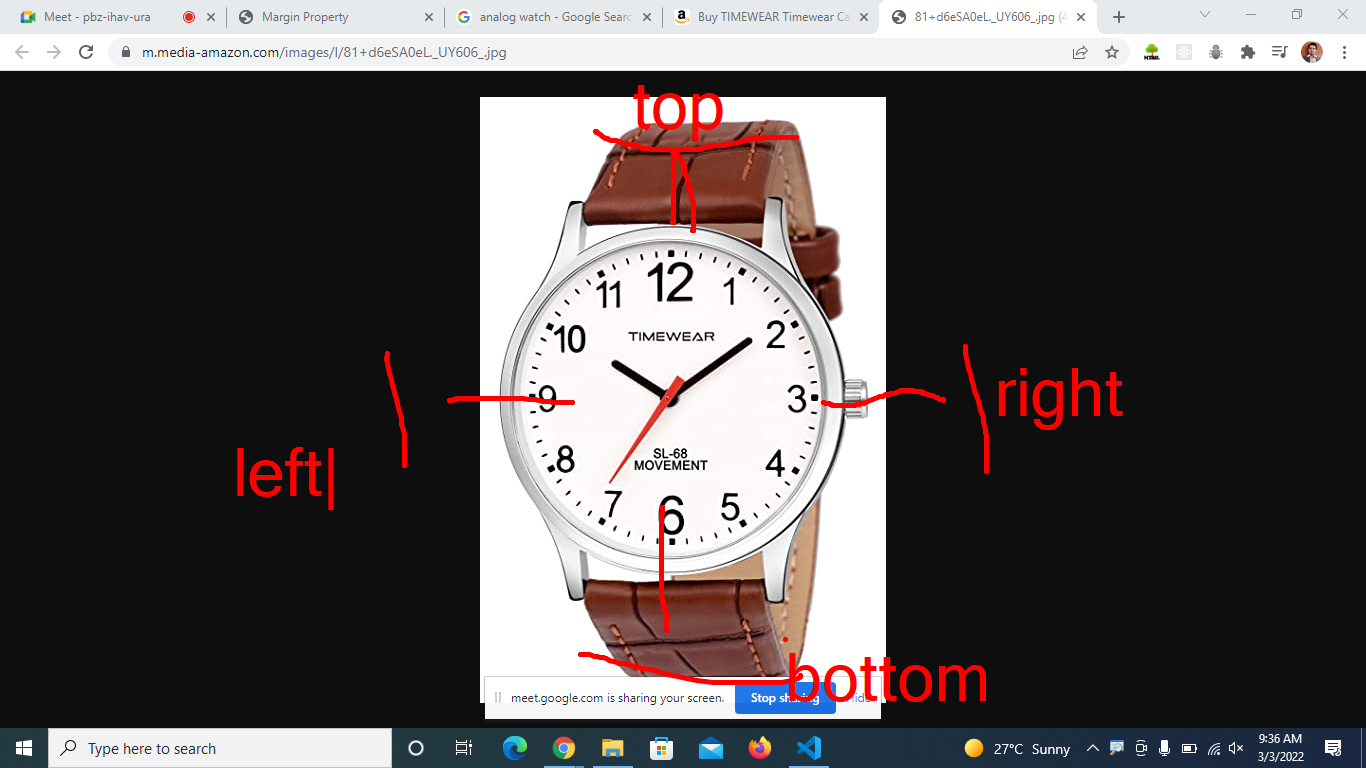 Meet - pbz-ihav-ura
Margin Property
analog watch - Google Searc
Buy TIMEWEAR Timewear Ca
81+d6eSA0eL._UY606_.jpg (4
m.media-amazon.com/images/I/81+d6eSA0eL._UY606_.jpg
HTML
top
12
11
1
10
TIMEWEAR
2
9
3
right
left
8
SL-68
MOVEMENT
4
7
6
5
bottom
meet.google.com is sharing your screen.
Stop sharing
Hide
Type here to search
27°C Sunny
9:36 AM
3/3/2022